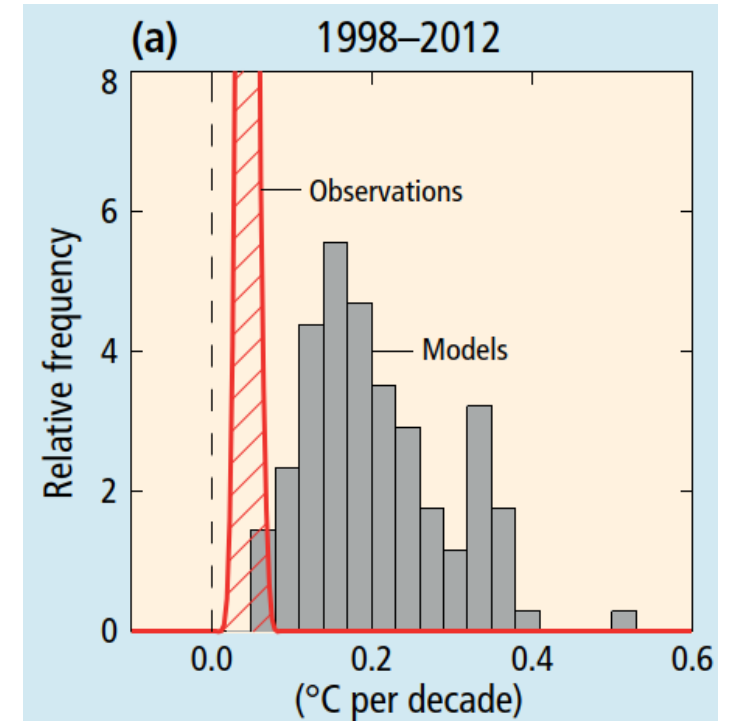 (a) 1998–2012
8
Observations
6
Relative frequency
4
Models
2
0
0.0 0.2 0.4 0.6
(°C per decade)